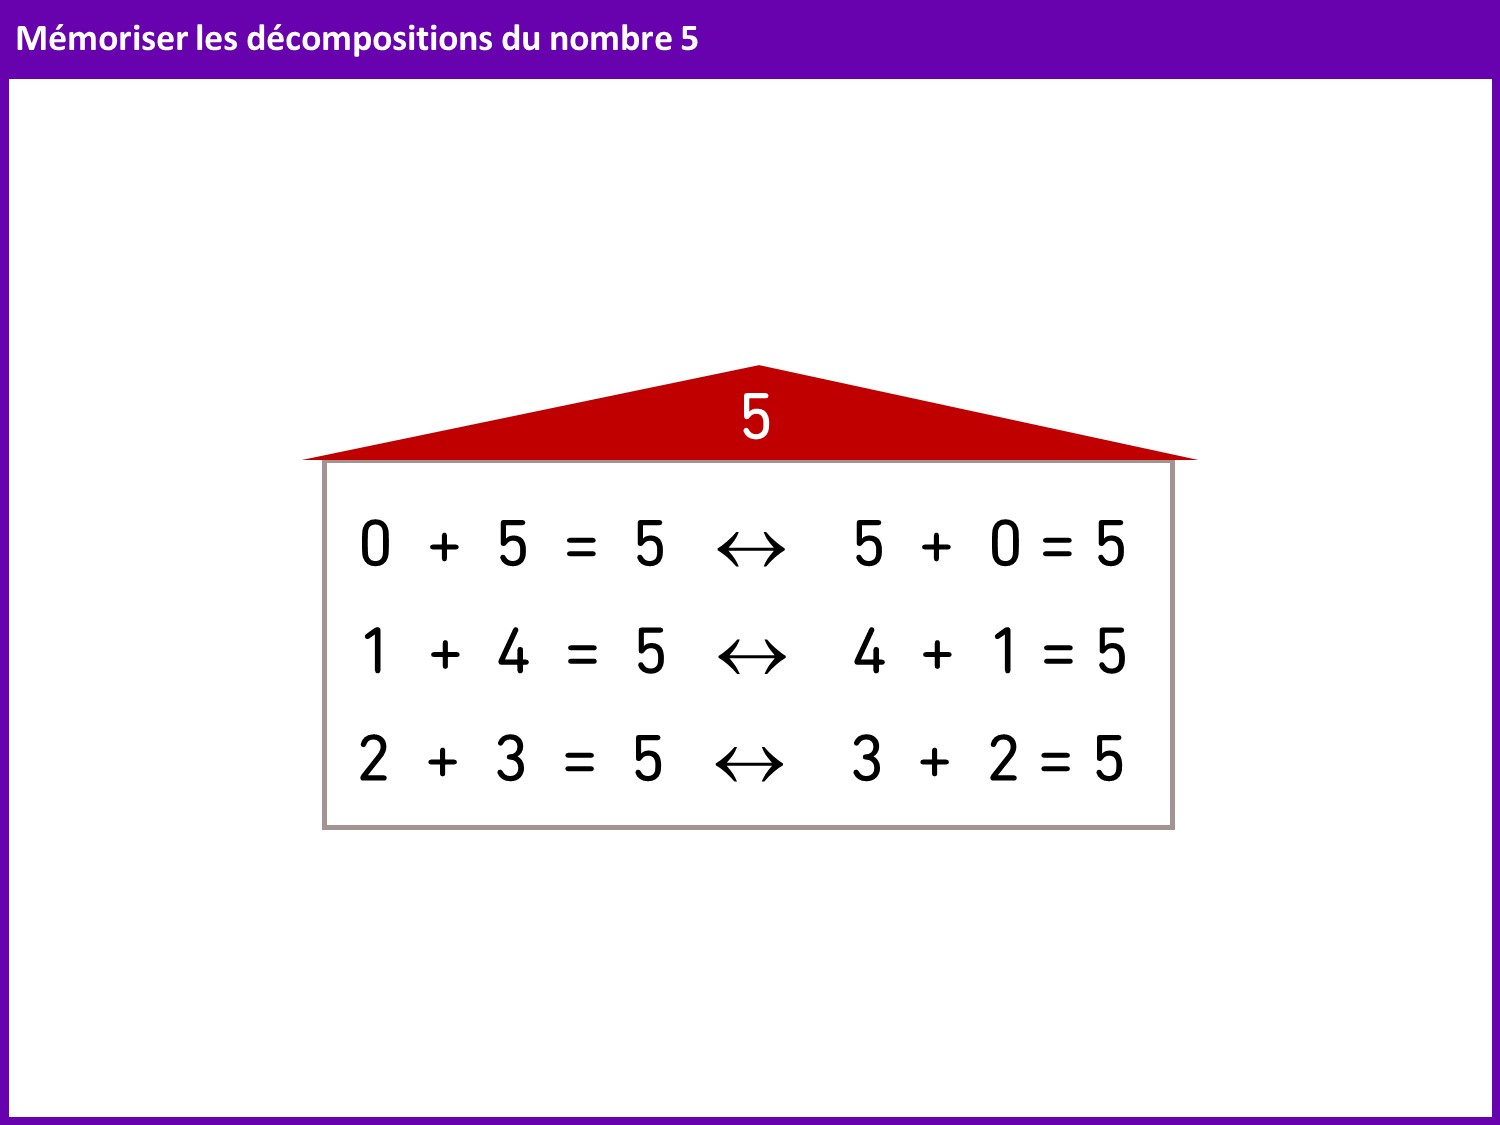 Mémoriser les décompositions du nombre 5
5
0 + 5 = 5 ↔ 5 + 0 = 5
1 + 4 = 5 ↔ 4 + 1 = 5
2 + 3 = 5 ↔ 3 + 2 = 5